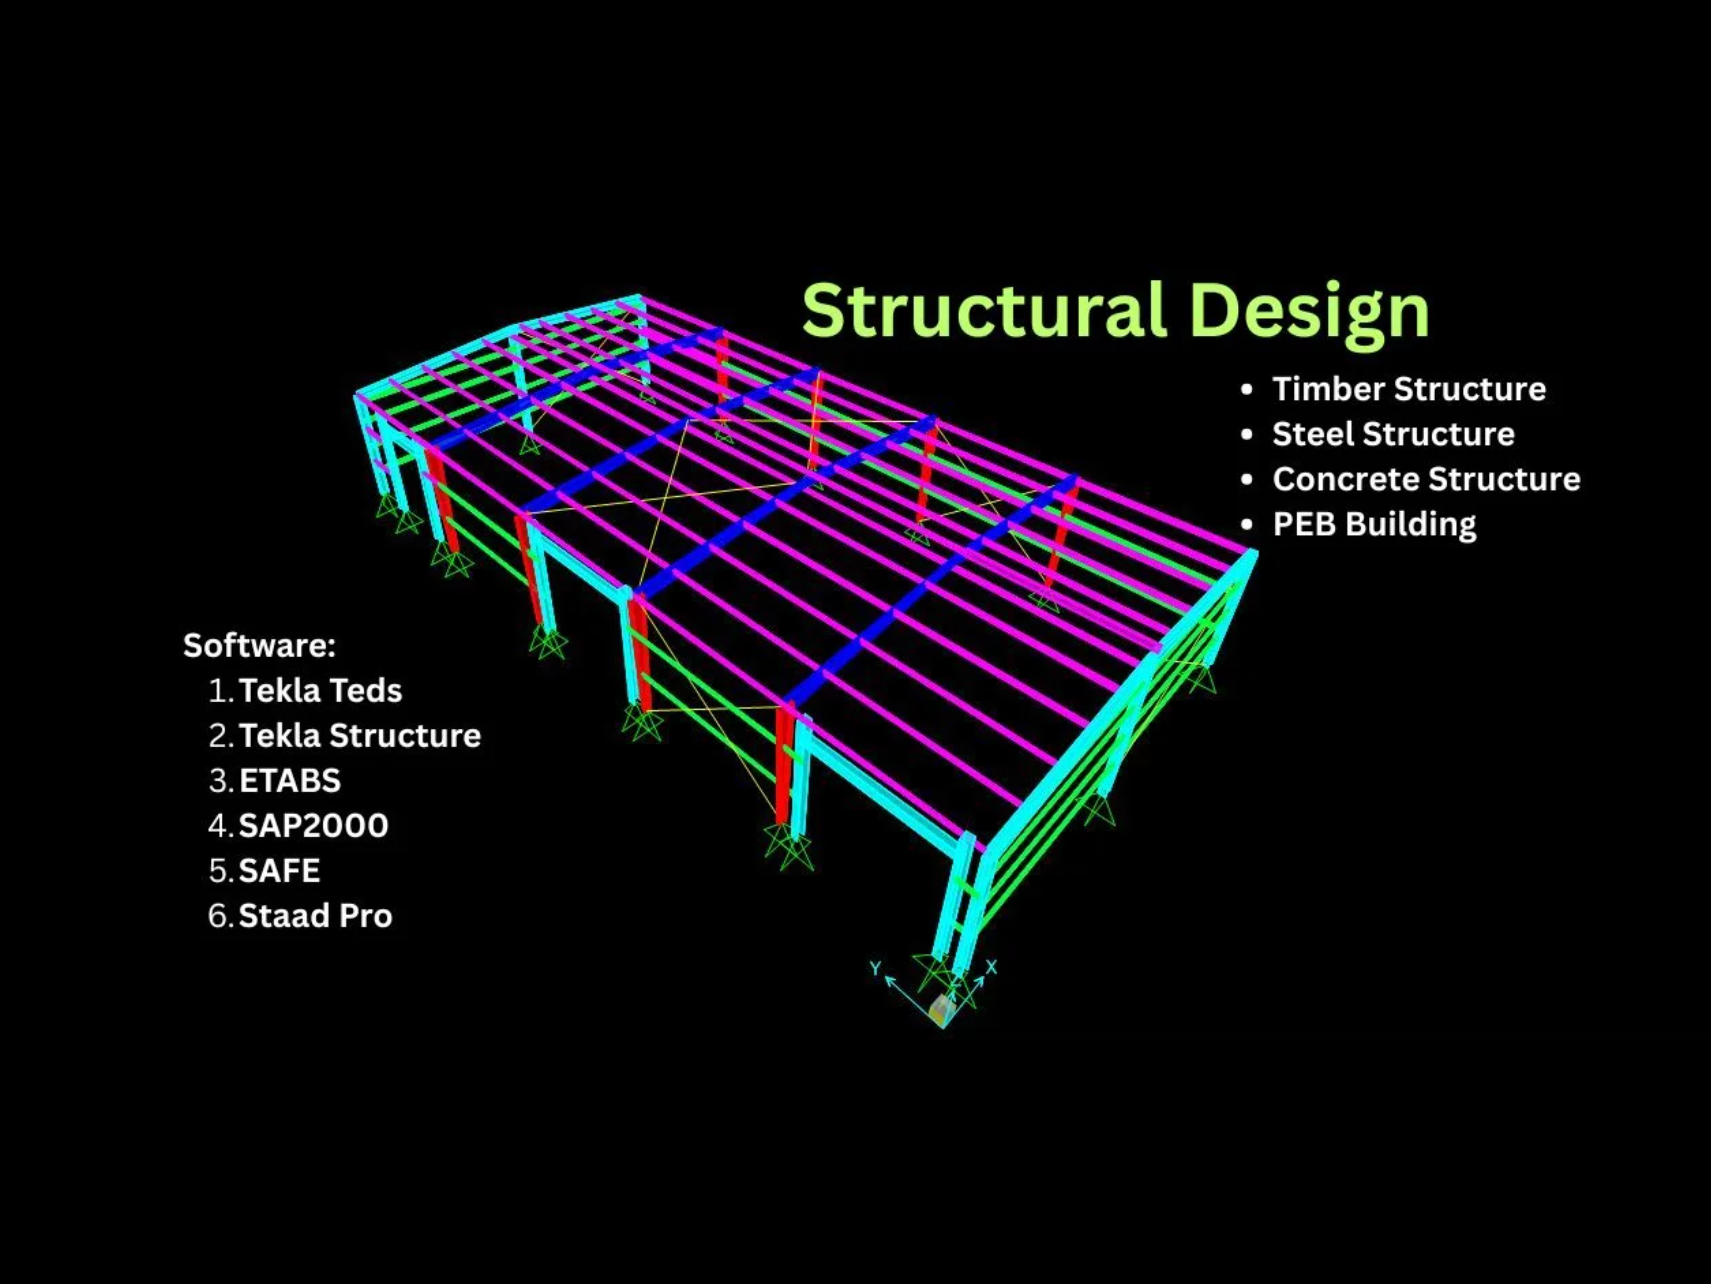 Structural Design
• Timber Structure
• Steel Structure
• Concrete Structure
• PEB Building
Software:
1. Tekla Teds
2. Tekla Structure
3. ETABS
4. SAP2000
5. SAFE
6. Staad Pro
Y
X